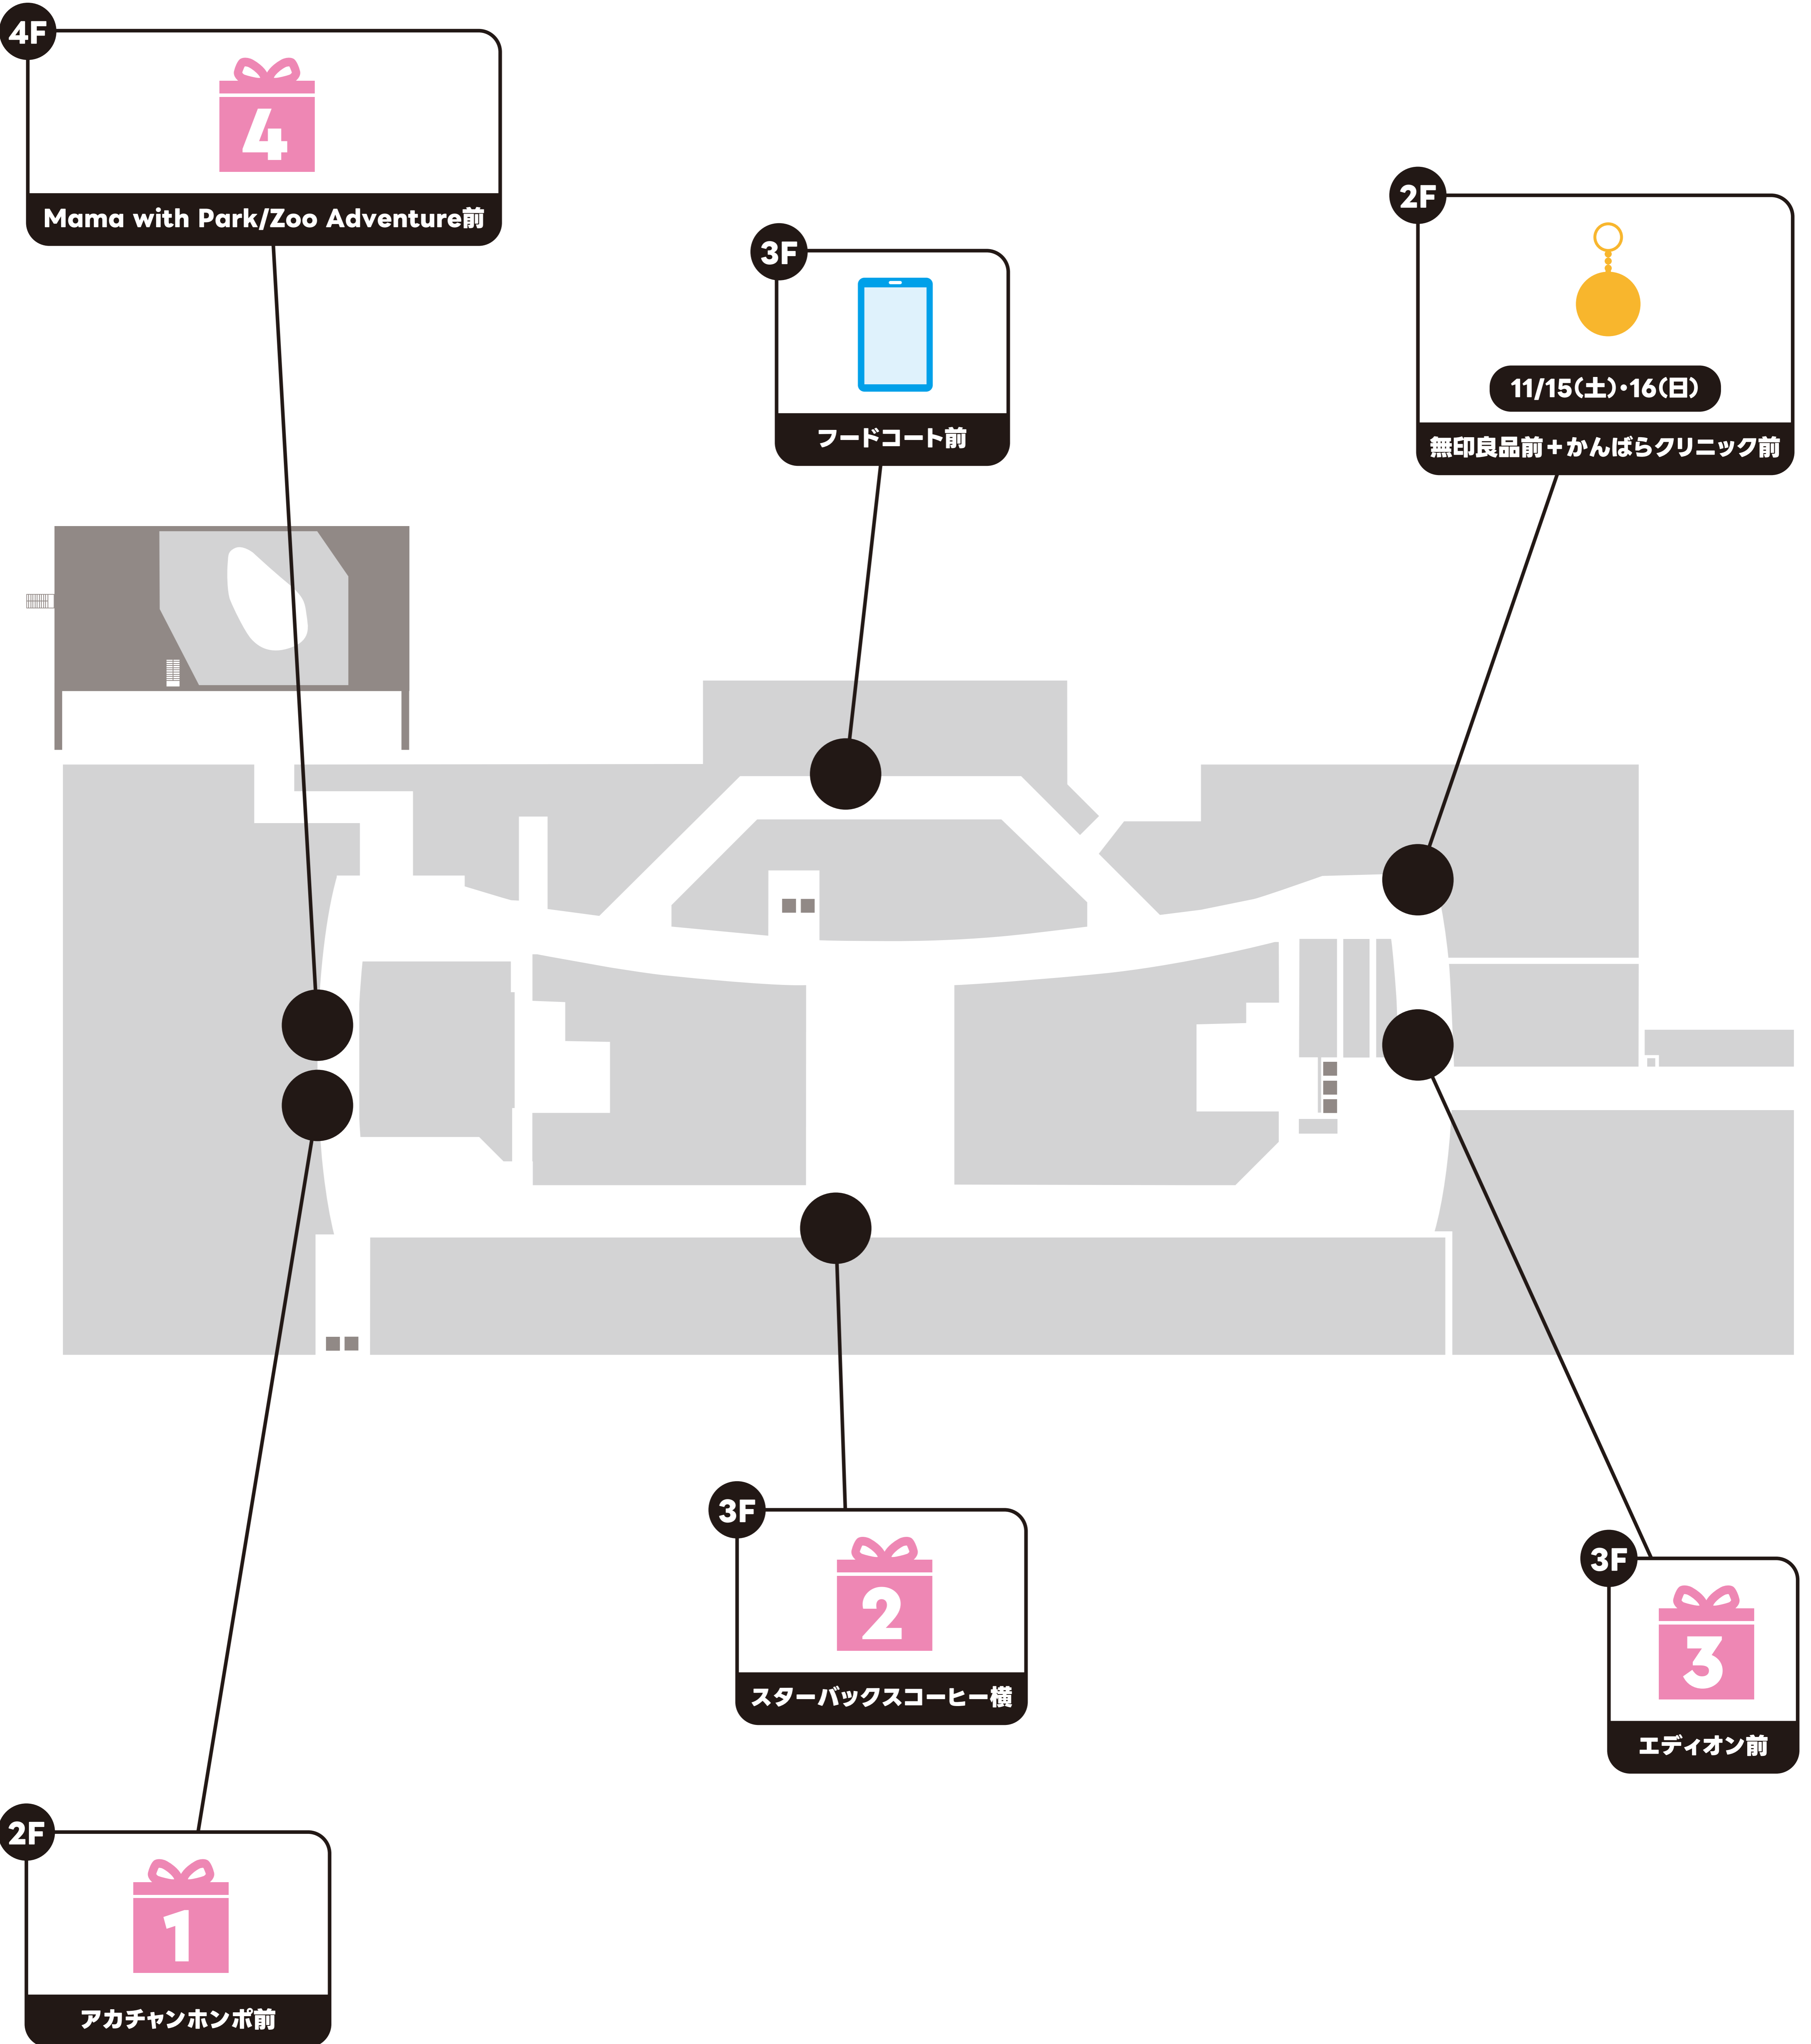 4F
4
Mama with Park/Zoo Adventure前
2F
11/15(土)・16(日)
無印良品前+かんばらクリニック前
3F
フードコート前
3F
2
スターバックスコーヒー横
3F
3
エディオン前
2F
1
アカチャンホンポ前